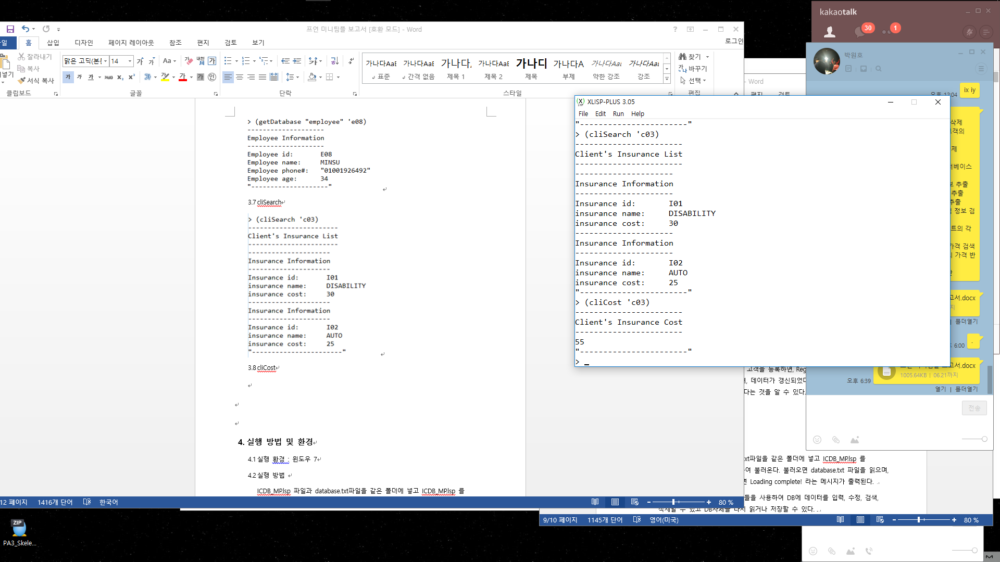 프언 미니팀플 보고서 [호환 모드] - Word
로그인
홈 삽입 디자인 페이지 레이아웃 참조 편지 검토 보기
잘라내기
복사
서식 복사
클립보드
맑은 고딕(본 14
글꼴
단락
가나다AaB 가나다AaB 가나다, 가나다AaB 가나디 가나다A 가나다AaB 가나다AaB
표준 간격 없음 제목 1 제목 2 제목 부제 약한 강조 강조
스타일
찾기
바꾸기
선택
편집
> (getDatabase "employee" 'e08)
--------------------
Employee Information
--------------------
Employee id: E08
Employee name: MINSU
Employee phone#: "01001926492"
Employee age: 34
"--------------------"
3.7 cliSearch
> (cliSearch 'c03)
-----------------------
Client's Insurance List
-----------------------
---------------------
Insurance Information
---------------------
Insurance id: I01
insurance name: DISABILITY
insurance cost: 30
---------------------
Insurance Information
---------------------
Insurance id: I02
insurance name: AUTO
insurance cost: 25
"-----------------------"
3.8 cliCost
4. 실행 방법 및 환경
4.1 실행 환경 : 윈도우 7
4.2 실행 방법
ICDB_MP.lsp 파일과 database.txt파일을 같은 폴더에 넣고 ICDB_MP.lsp 를
12 페이지 1416개 단어 한국어
80 %
XLISP-PLUS 3.05
File Edit Run Help
"-----------------------"
> (cliSearch 'c03)
-----------------------
Client's Insurance List
-----------------------
---------------------
Insurance Information
---------------------
Insurance id: I01
insurance name: DISABILITY
insurance cost: 30
---------------------
Insurance Information
---------------------
Insurance id: I02
insurance name: AUTO
insurance cost: 25
"-----------------------"
> (cliCost 'c03)
-----------------------
Client's Insurance Cost
-----------------------
55
"-----------------------"
> _
kakaotalk
30
1
박원호
오후 12:04
ix iy
삭제
객의
베이스
추출
추출
추출
정보 검
트의 각
가격 검색
가격 반
고서.docx
폴더열기
6:00
.
고서.docx
1005.64KB | 06.21까지
오후 6:39
열기 | 폴더열기
전송
- Word
편지 검토
고객을 등록하면, Reg
데이터가 갱신되었다
다는 것을 알 수 있다.
xt파일을 같은 폴더에 넣고 ICDB_MP.lsp 를
여 불러온다. 불러오면 database.txt 파일을 읽으며,
면 Loading complete! 라는 메시지가 출력된다.
들을 사용하여 DB에 데이터를 입력, 수정, 검색,
삭제할 수 있고 DB자체를 다시 읽거나 저장할 수 있다.
9/10 페이지 1145개 단어 영어(미국)
80 %
ZIP
PA3_Skele...